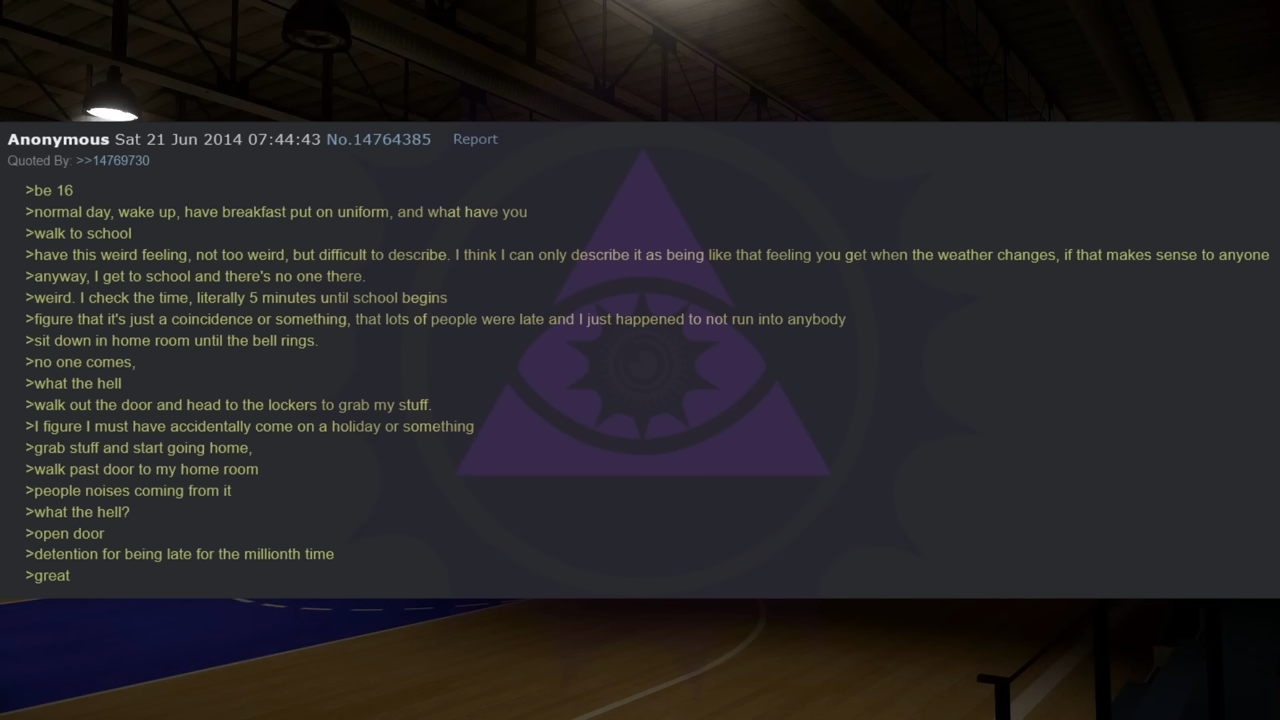 Anonymous Sat 21 Jun 2014 07:44:43 No.14764385 Report
Quoted By: >>14769730
>be 16
>normal day, wake up, have breakfast put on uniform, and what have you
>walk to school
>have this weird feeling, not too weird, but difficult to describe. I think I can only describe it as being like that feeling you get when the weather changes, if that makes sense to anyone
>anyway, I get to school and there's no one there.
>weird. I check the time, literally 5 minutes until school begins
>figure that it's just a coincidence or something, that lots of people were late and I just happened to not run into anybody
>sit down in home room until the bell rings.
>no one comes,
>what the hell
>walk out the door and head to the lockers to grab my stuff.
>I figure I must have accidentally come on a holiday or something
>grab stuff and start going home,
>walk past door to my home room
>people noises coming from it
>what the hell?
>open door
>detention for being late for the millionth time
>great